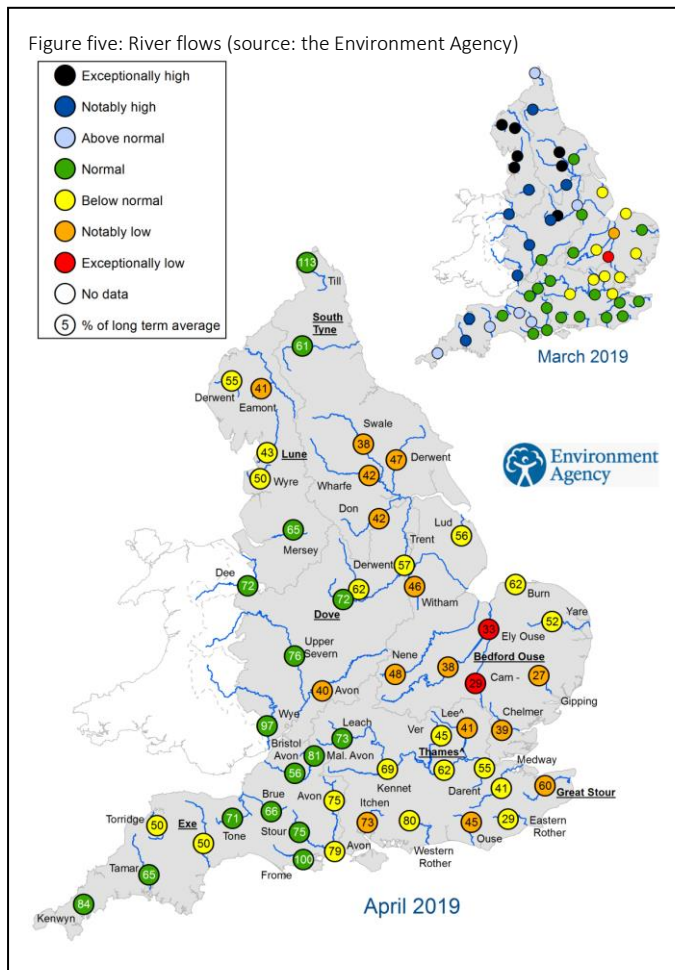 Figure five: River flows (source: the Environment Agency)
Exceptionally high
Notably high
Above normal
Normal
Below normal
Notably low
Exceptionally low
No data
5 % of long term average
March 2019
Environment
Agency
113
Till
South
Tyne
61
55
Derwent
41
Eamont
Swale
38
47
Derwent
43
Lune
50
Wyre
Wharfe
42
Don
42
65
Mersey
Lud
56
Trent
57
Derwent
62
Dee
72
72
Dove
46
Witham
62
Burn
52
Yare
33
Ely Ouse
Upper
Severn
76
Nene
48
38
Bedford Ouse
Cam -
29
27
Gipping
40
Avon
Wye
97
Leach
73
Ver
45
Lee^
41
Chelmer
39
Bristol
Avon
81
Mal. Avon
56
Thames^
62
69
Kennet
55
Medway
Darent
41
60
Great Stour
Brue
66
Avon
75
Itchen
73
80
Western
Rother
45
Ouse
29
Eastern
Rother
Torridge
50
Exe
50
71
Tone
Stour
75
79
Avon
100
Frome
Tamar
65
84
Kenwyn
April 2019